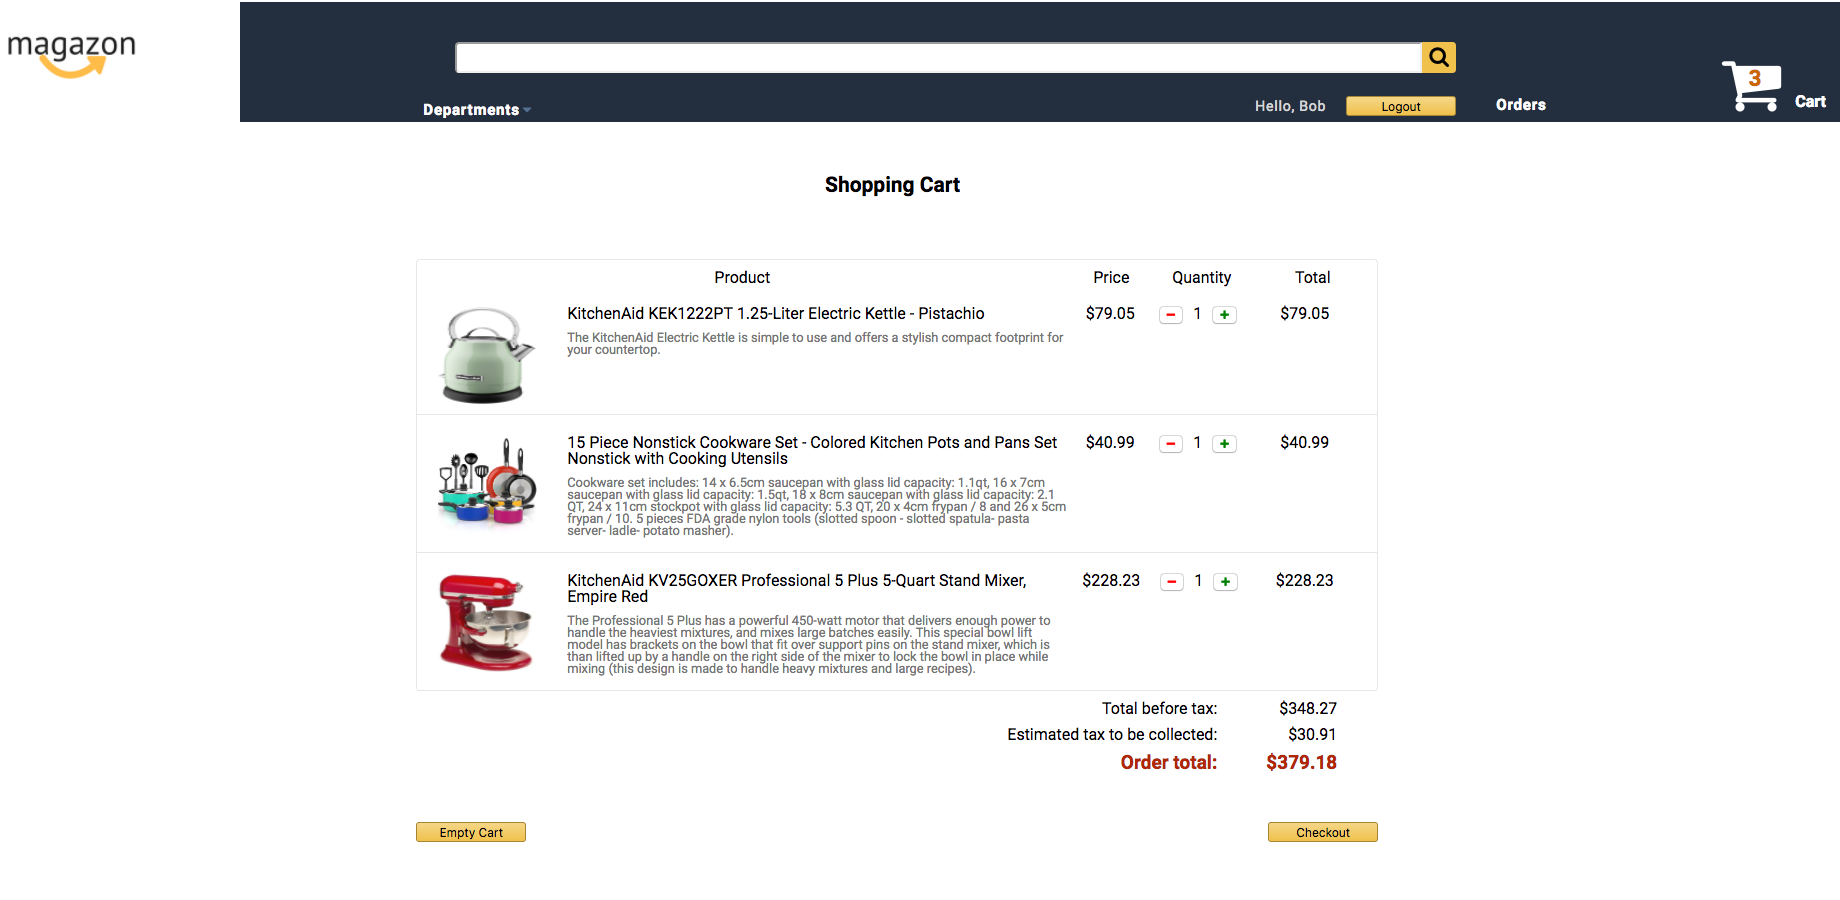 magazon
3
Departments
Hello, Bob
Logout
Orders
Cart
Shopping Cart
Product Price Quantity Total
KitchenAid KEK1222PT 1.25-Liter Electric Kettle - Pistachio $79.05 1 $79.05
The KitchenAid Electric Kettle is simple to use and offers a stylish compact footprint for
your countertop.
15 Piece Nonstick Cookware Set - Colored Kitchen Pots and Pans Set $40.99 1 $40.99
Nonstick with Cooking Utensils
Cookware set includes: 14 x 6.5cm saucepan with glass lid capacity: 1.1qt, 16 x 7cm
saucepan with glass lid capacity: 1.5qt, 18 x 8cm saucepan with glass lid capacity: 2.1
QT, 24 x 11cm stockpot with glass lid capacity: 5.3 QT, 20 x 4cm frypan / 8 and 26 x 5cm
frypan / 10. 5 pieces FDA grade nylon tools (slotted spoon - slotted spatula- pasta
server- ladle- potato masher).
KitchenAid KV25GOXER Professional 5 Plus 5-Quart Stand Mixer, $228.23 1 $228.23
Empire Red
The Professional 5 Plus has a powerful 450-watt motor that delivers enough power to
handle the heaviest mixtures, and mixes large batches easily. This special bowl lift
model has brackets on the bowl that fit over support pins on the stand mixer, which is
than lifted up by a handle on the right side of the mixer to lock the bowl in place while
mixing (this design is made to handle heavy mixtures and large recipes).
Total before tax: $348.27
Estimated tax to be collected: $30.91
Order total: $379.18
Empty Cart
Checkout